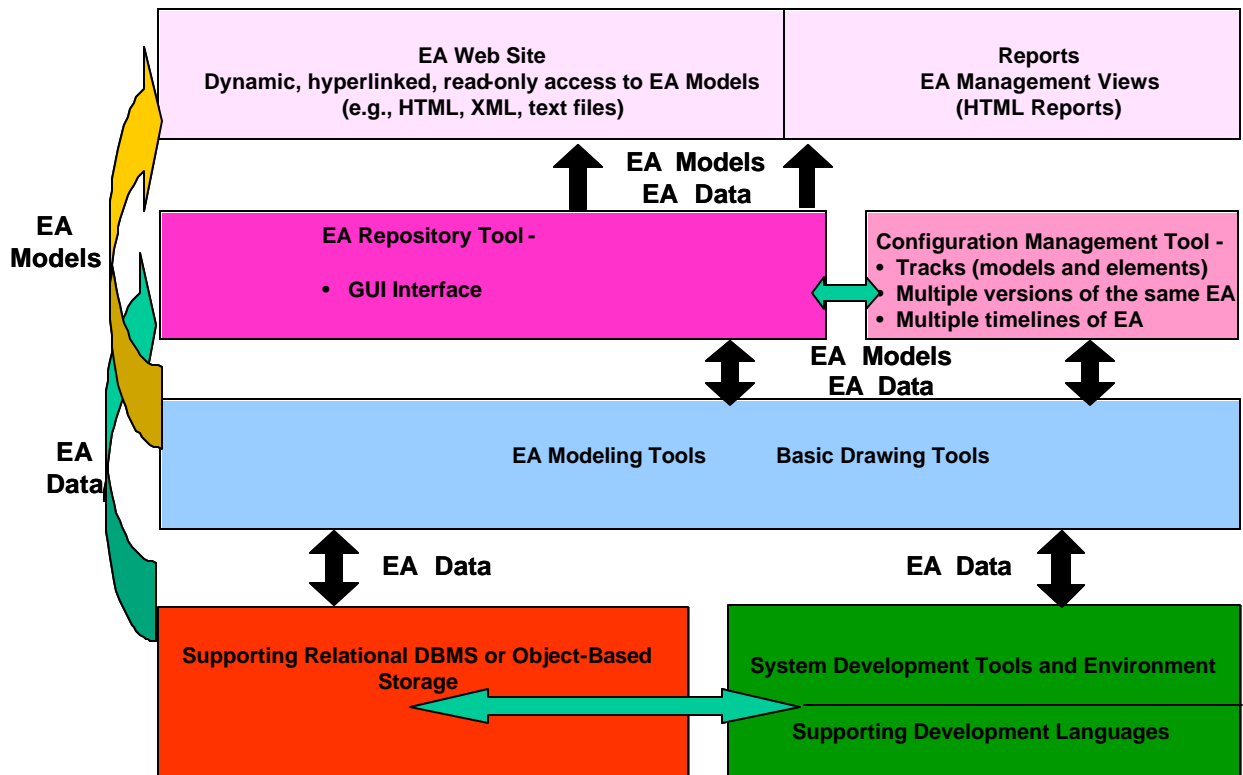 EA Web Site
Dynamic, hyperlinked, read-only access to EA Models
(e.g., HTML, XML, text files)
Reports
EA Management Views
(HTML Reports)
EA Models
EA Data
EA
Models
EA Repository Tool -
• GUI Interface
Configuration Management Tool -
• Tracks (models and elements)
• Multiple versions of the same EA
• Multiple timelines of EA
EA Models
EA Data
EA
Data
EA Modeling Tools
Basic Drawing Tools
EA Data
EA Data
Supporting Relational DBMS or Object-Based
Storage
System Development Tools and Environment
Supporting Development Languages